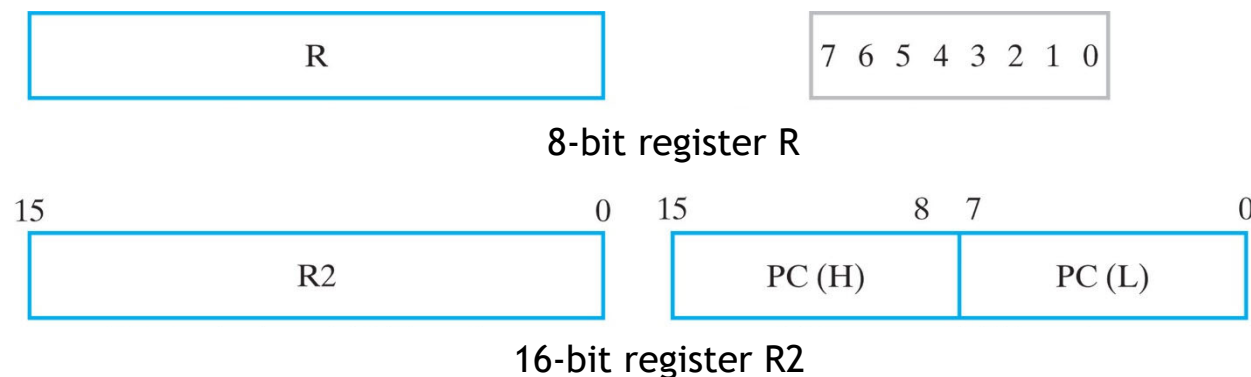 R 7 6 5 4 3 2 1 0
8-bit register R
15 0 15 8 7 0
R2 PC (H) PC (L)
16-bit register R2